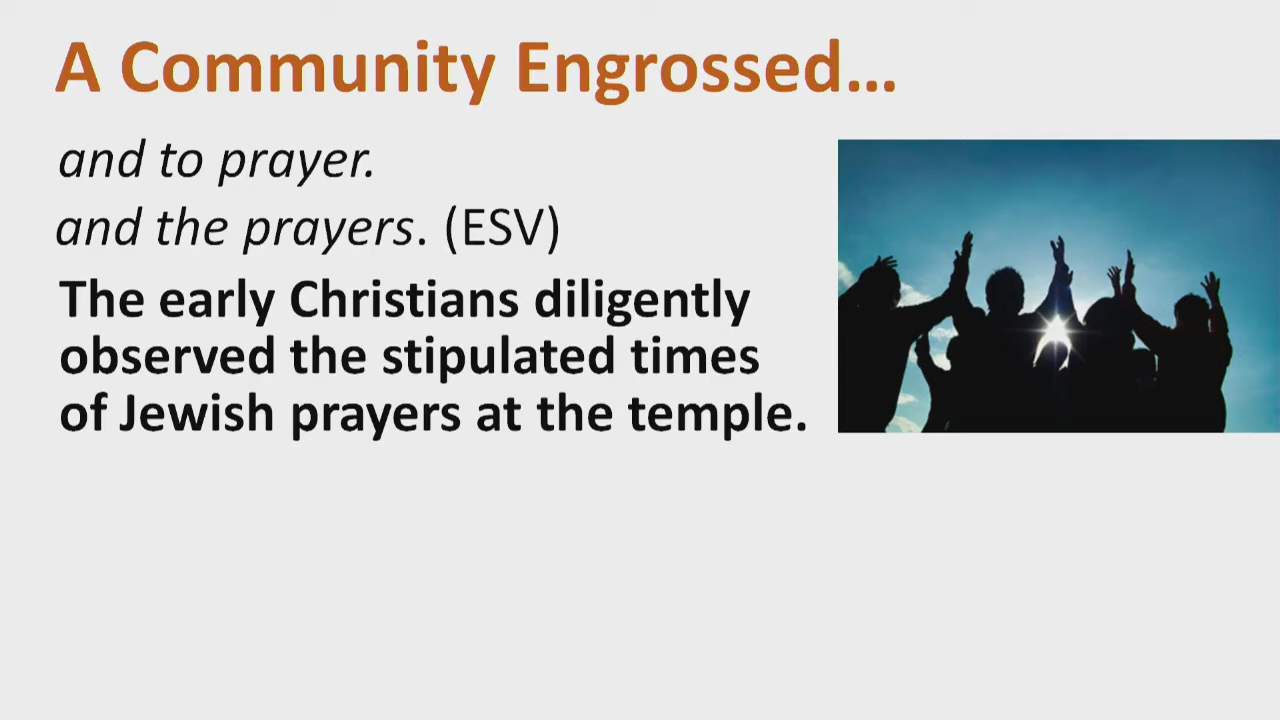 A Community Engrossed...
and to prayer.
and the prayers. (ESV)
The early Christians diligently
observed the stipulated times
of Jewish prayers at the temple.